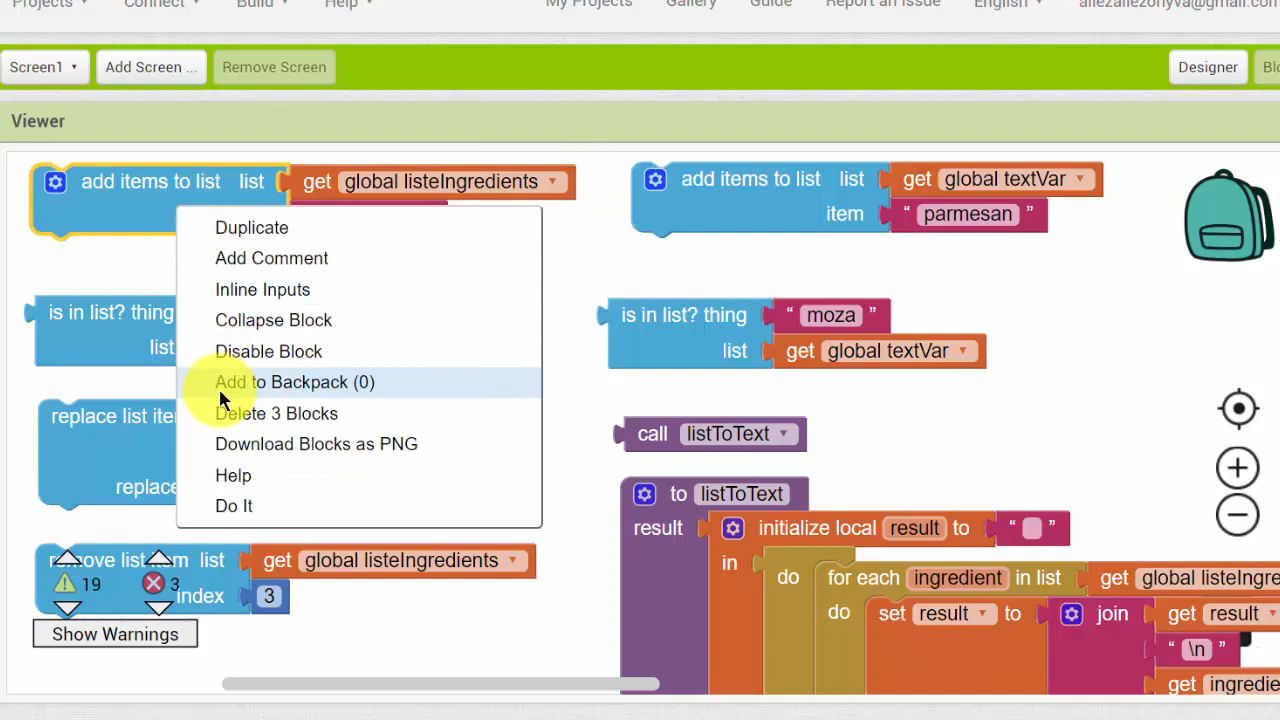 Projects Connect Build Help My Projects Gallery Guide Report an Issue English allezallezonyva@gmail.com
Screen1 Add Screen ... Remove Screen Designer Blo
Viewer
add items to list list get global listeIngredients
add items to list list get global textVar
item " parmesan "
Duplicate
Add Comment
Inline Inputs
Collapse Block
Disable Block
Add to Backpack (0)
Delete 3 Blocks
Download Blocks as PNG
Help
Do It
is in list? thing
list
is in list? thing " moza "
list get global textVar
replace list ite
replace
call listToText
to listToText
result initialize local result to " "
in do for each ingredient in list get global listeIngre
do set result to join get result
" \n "
get ingredie
remove list item list get global listeIngredients
index 3
19 3
Show Warnings